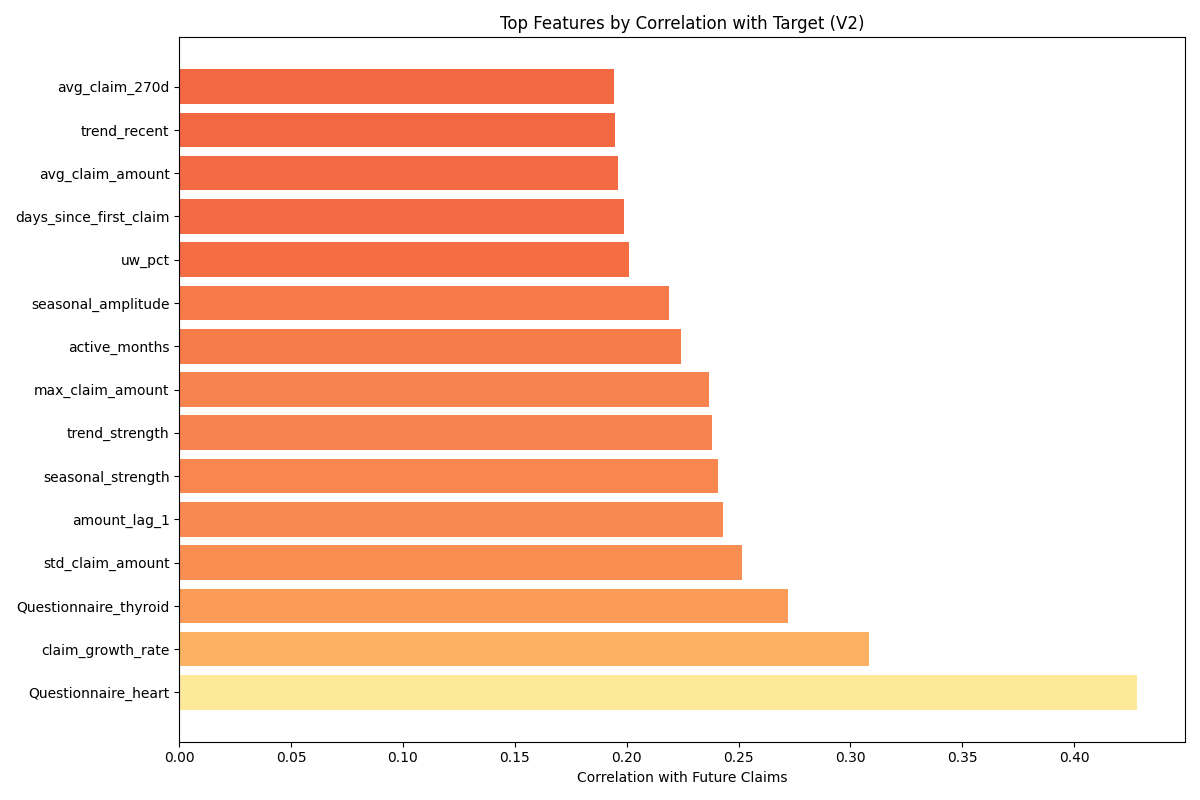 Top Features by Correlation with Target (V2)
avg_claim_270d
trend_recent
avg_claim_amount
days_since_first_claim
uw_pct
seasonal_amplitude
active_months
max_claim_amount
trend_strength
seasonal_strength
amount_lag_1
std_claim_amount
Questionnaire_thyroid
claim_growth_rate
Questionnaire_heart
0.00 0.05 0.10 0.15 0.20 0.25 0.30 0.35 0.40
Correlation with Future Claims